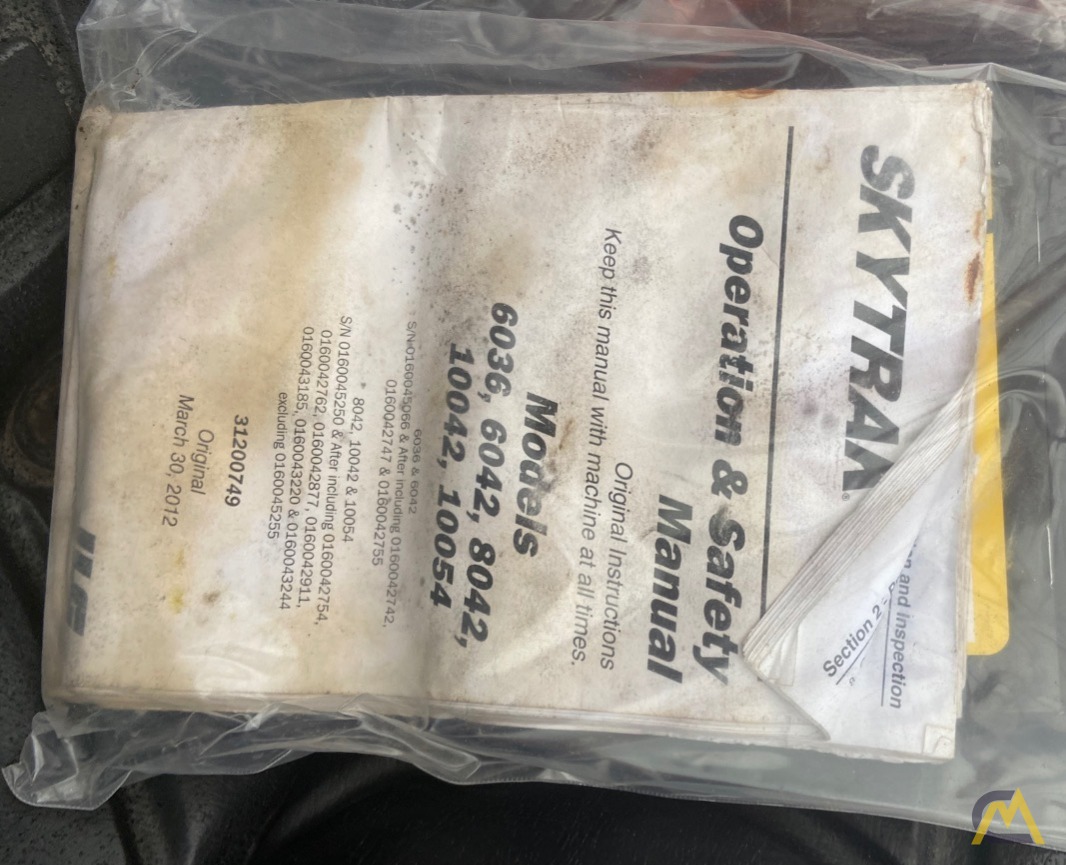 SKYTRAK®
Operation & Safety
Manual
Original Instructions
Keep this manual with machine at all times.
Models
6036, 6042, 8042,
10042, 10054
6036 & 6042
S/N 0160045066 & After including 0160042742,
0160042747 & 0160042755
8042, 10042 & 10054
S/N 0160045250 & After including 0160042754,
0160042762, 0160042877, 0160042911,
0160043185, 0160043220 & 0160043244
excluding 0160045255
31200749
Original
March 30, 2012
JLG
and Inspection
Section 2 -